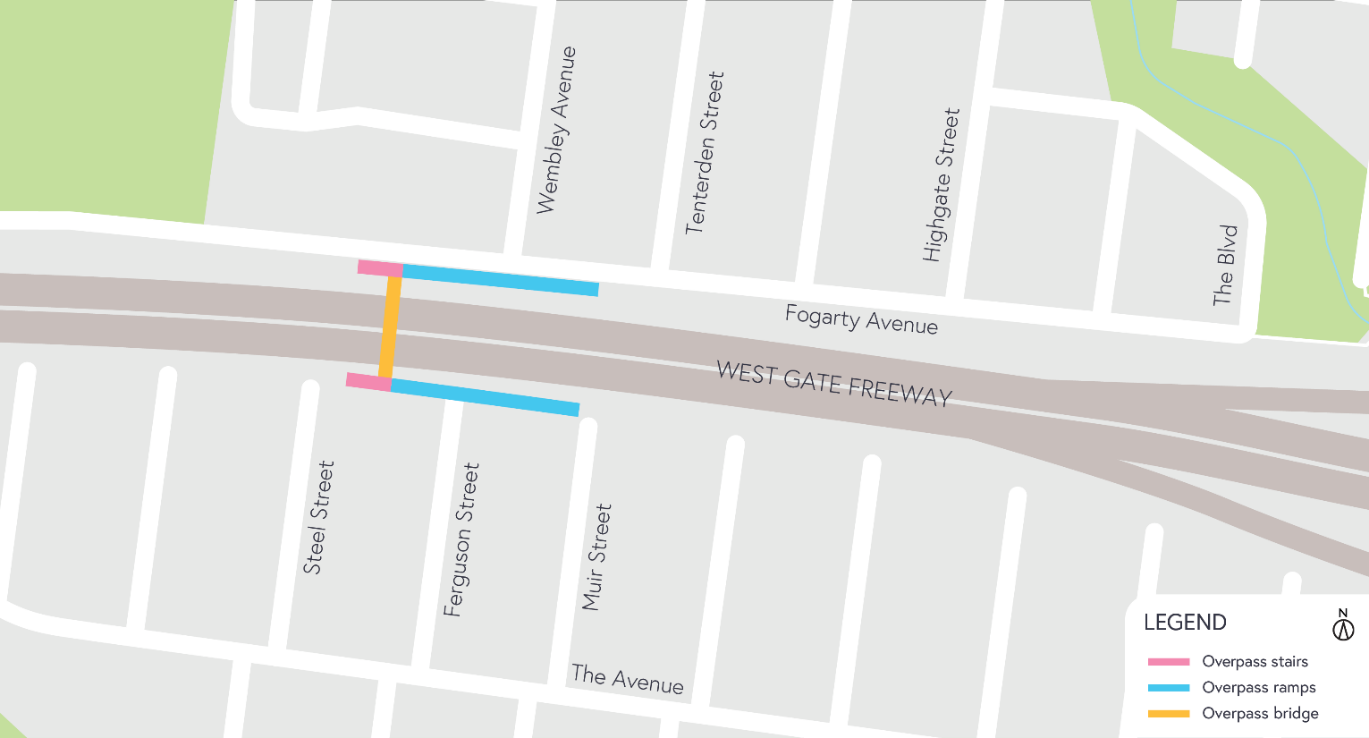 Wembley Avenue
Tenterden Street
Highgate Street
The Blvd
Fogarty Avenue
WEST GATE FREEWAY
Steel Street
Ferguson Street
Muir Street
The Avenue
LEGEND
N
Overpass stairs
Overpass ramps
Overpass bridge